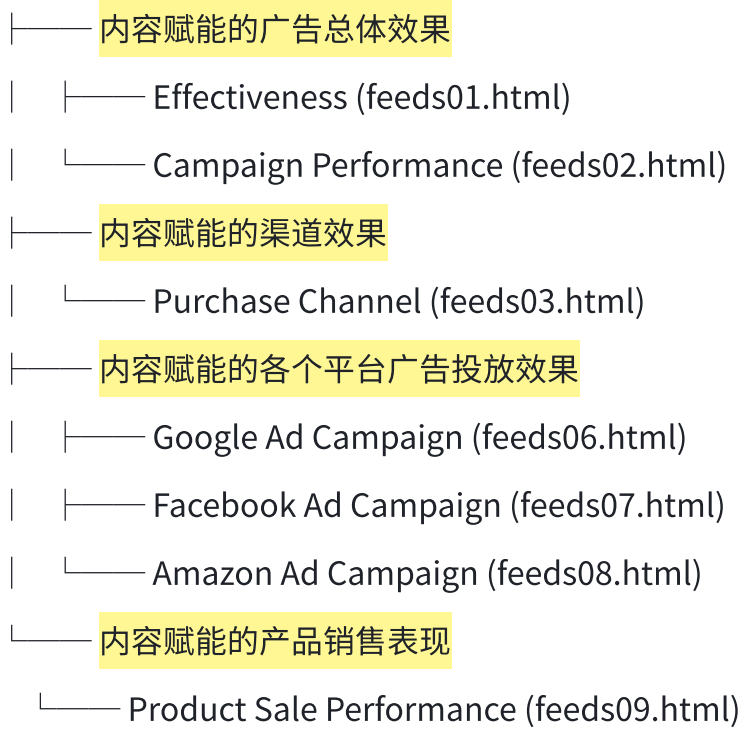 ├── 内容赋能的广告总体效果
│   ├── Effectiveness (feeds01.html)
│   └── Campaign Performance (feeds02.html)
├── 内容赋能的渠道效果
│   └── Purchase Channel (feeds03.html)
├── 内容赋能的各个平台广告投放效果
│   ├── Google Ad Campaign (feeds06.html)
│   ├── Facebook Ad Campaign (feeds07.html)
│   └── Amazon Ad Campaign (feeds08.html)
└── 内容赋能的产品销售表现
  └── Product Sale Performance (feeds09.html)